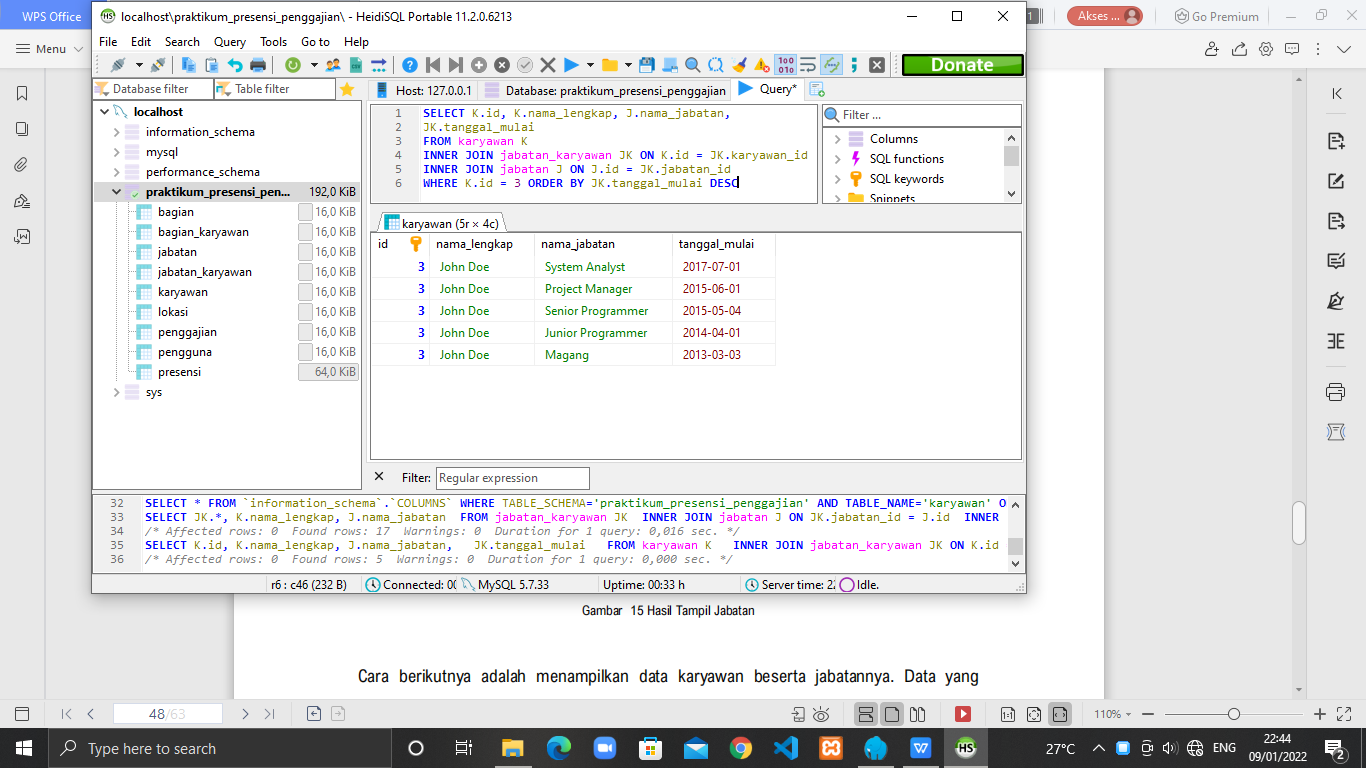 WPS Office
1
Akses ...
Go Premium
Menu
localhost\praktikum_presensi_penggajian\ - HeidiSQL Portable 11.2.0.6213
File Edit Search Query Tools Go to Help
Donate
Database filter Table filter
Host: 127.0.0.1 Database: praktikum_presensi_penggajian Query*
localhost
information_schema
mysql
performance_schema
praktikum_presensi_pen... 192,0 KiB
bagian 16,0 KiB
bagian_karyawan 16,0 KiB
jabatan 16,0 KiB
jabatan_karyawan 16,0 KiB
karyawan 16,0 KiB
lokasi 16,0 KiB
penggajian 16,0 KiB
pengguna 16,0 KiB
presensi 64,0 KiB
sys
1 SELECT K.id, K.nama_lengkap, J.nama_jabatan,
2 JK.tanggal_mulai
3 FROM karyawan K
4 INNER JOIN jabatan_karyawan JK ON K.id = JK.karyawan_id
5 INNER JOIN jabatan J ON J.id = JK.jabatan_id
6 WHERE K.id = 3 ORDER BY JK.tanggal_mulai DESC
Filter ...
Columns
SQL functions
SQL keywords
Snippets
karyawan (5r × 4c)
id nama_lengkap nama_jabatan tanggal_mulai
3 John Doe System Analyst 2017-07-01
3 John Doe Project Manager 2015-06-01
3 John Doe Senior Programmer 2015-05-04
3 John Doe Junior Programmer 2014-04-01
3 John Doe Magang 2013-03-03
Filter: Regular expression
32 SELECT * FROM `information_schema`.`COLUMNS` WHERE TABLE_SCHEMA='praktikum_presensi_penggajian' AND TABLE_NAME='karyawan' O
33 SELECT JK.*, K.nama_lengkap, J.nama_jabatan FROM jabatan_karyawan JK INNER JOIN jabatan J ON JK.jabatan_id = J.id INNER
34 /* Affected rows: 0 Found rows: 17 Warnings: 0 Duration for 1 query: 0,016 sec. */
35 SELECT K.id, K.nama_lengkap, J.nama_jabatan, JK.tanggal_mulai FROM karyawan K INNER JOIN jabatan_karyawan JK ON K.id
36 /* Affected rows: 0 Found rows: 5 Warnings: 0 Duration for 1 query: 0,000 sec. */
r6 : c46 (232 B) Connected: 00 MySQL 5.7.33 Uptime: 00:33 h Server time: 22 Idle.
Gambar 15 Hasil Tampil Jabatan
Cara berikutnya adalah menampilkan data karyawan beserta jabatannya. Data yang
48/63
110%
Type here to search
27°C
ENG
22:44
09/01/2022
2